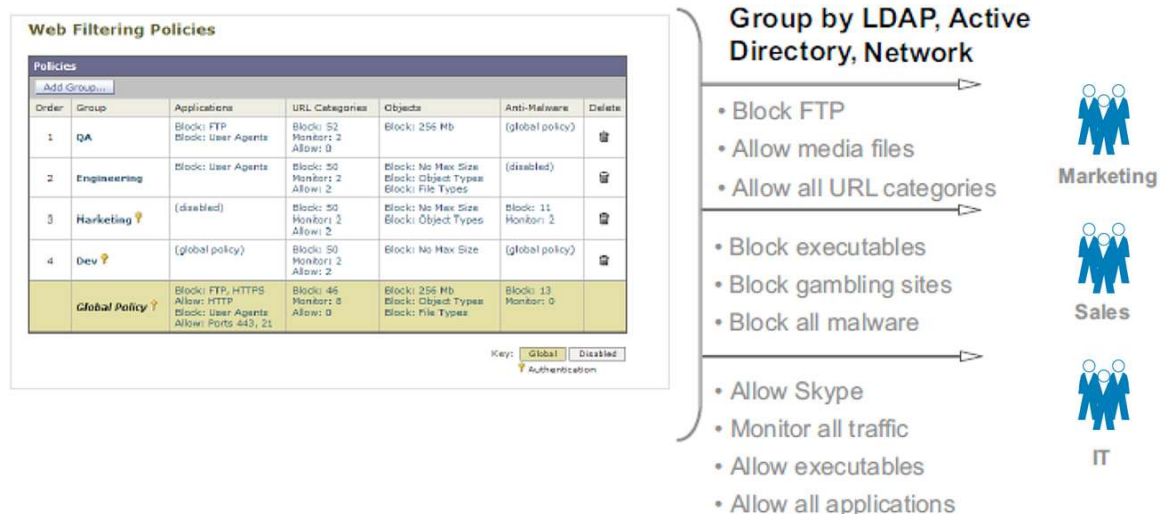 Web Filtering Policies
Policies
Add Group...
Order Group Applications URL Categories Objects Anti-Malware Delete
1 QA
Block: FTP
Block: User Agents
Block: 52
Monitor: 2
Allow: 0
Block: 256 Mb
(global policy)
2 Engineering
Block: User Agents
Block: 50
Monitor: 2
Allow: 2
Block: No Max Size
Block: Object Types
Block: File Types
(disabled)
3 Marketing
(disabled)
Block: 50
Monitor: 2
Allow: 2
Block: No Max Size
Block: Object Types
Block: 11
Monitor: 2
4 Dev
(global policy)
Block: 50
Monitor: 2
Allow: 2
Block: No Max Size
(global policy)
Global Policy
Block: FTP, HTTPS
Allow: HTTP
Block: User Agents
Allow: Ports 443, 21
Block: 46
Monitor: 8
Allow: 0
Block: 256 Mb
Block: Object Types
Block: File Types
Block: 13
Monitor: 0
Key: Global Disabled
Authentication
Group by LDAP, Active
Directory, Network
• Block FTP
• Allow media files
• Allow all URL categories
Marketing
• Block executables
• Block gambling sites
• Block all malware
Sales
• Allow Skype
• Monitor all traffic
• Allow executables
• Allow all applications
IT